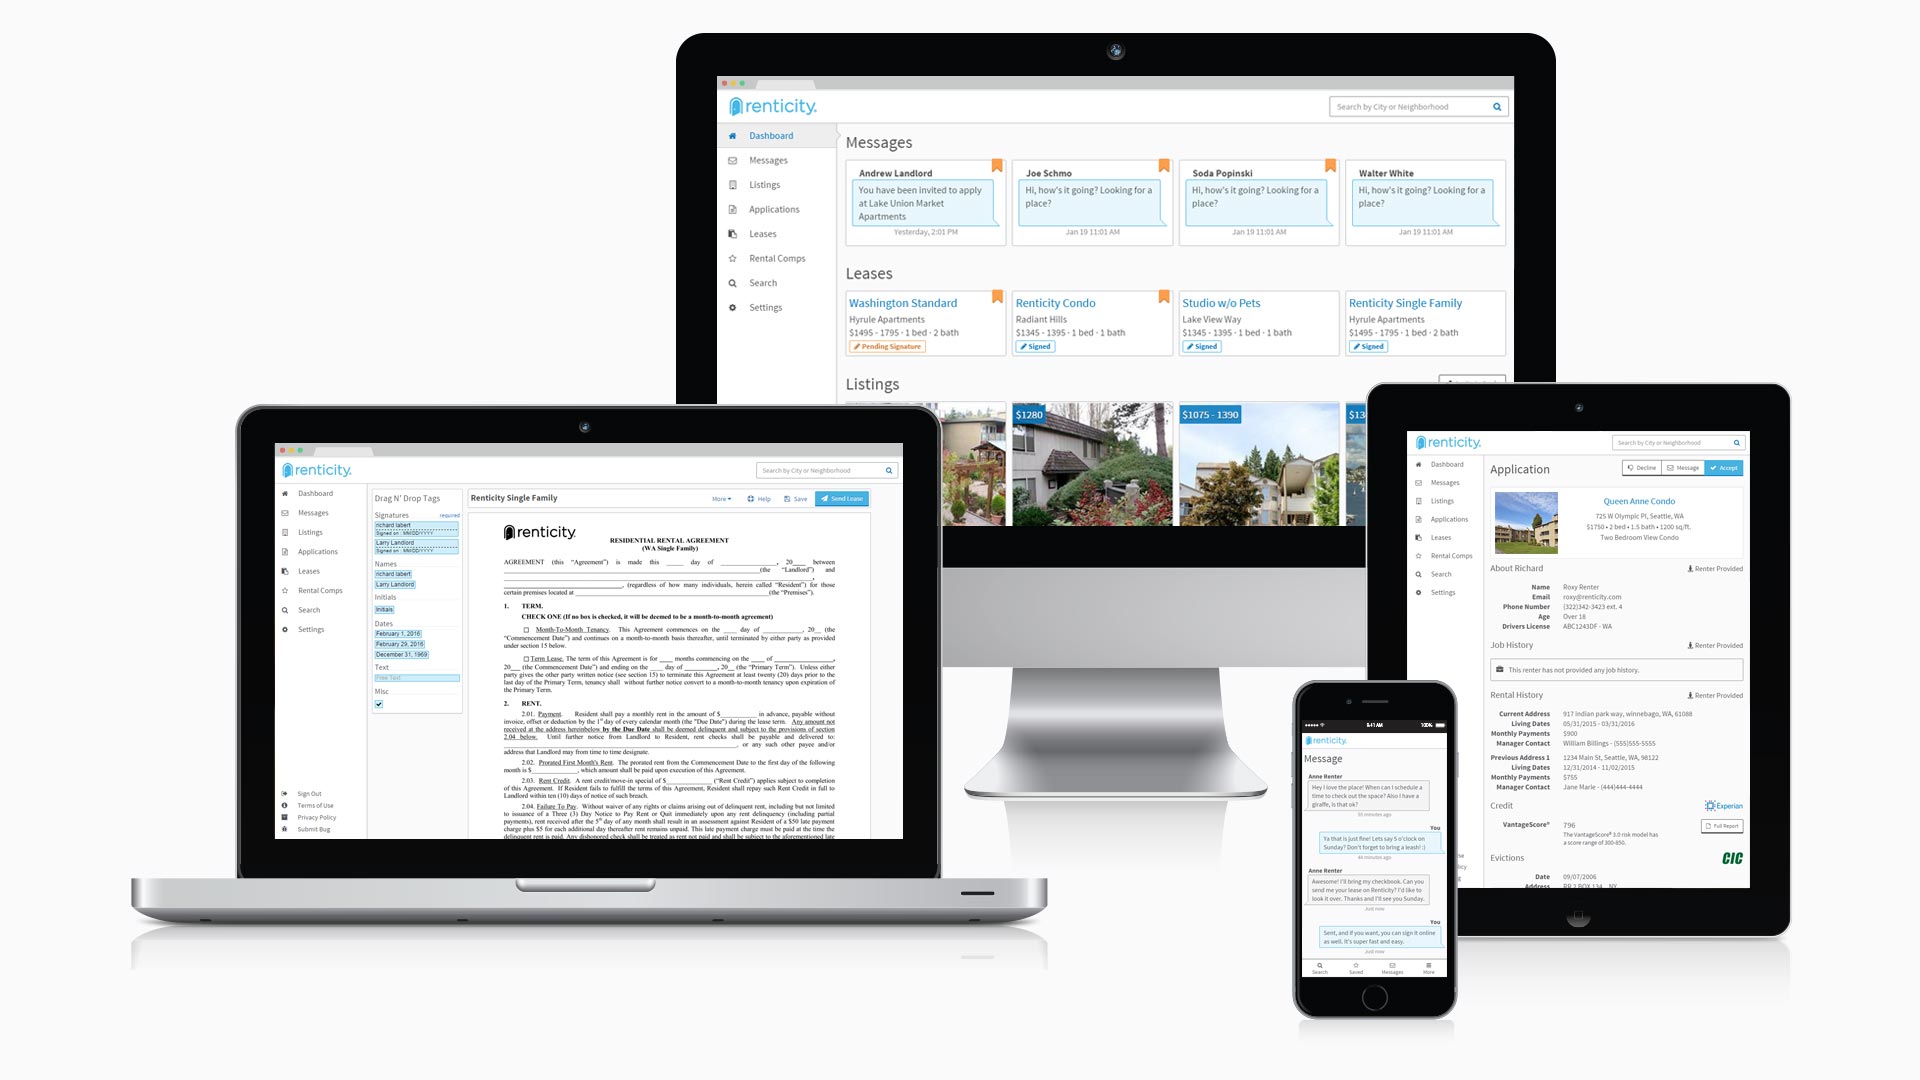 renticity.
Search by City or Neighborhood
Dashboard
Messages
Listings
Applications
Leases
Rental Comps
Search
Settings
Messages
Andrew Landlord
You have been invited to apply
at Lake Union Market
Apartments
Yesterday, 2:01 PM
Joe Schmo
Hi, how's it going? Looking for a
place?
Jan 19 11:01 AM
Soda Popinski
Hi, how's it going? Looking for a
place?
Jan 19 11:01 AM
Walter White
Hi, how's it going? Looking for a
place?
Jan 19 11:01 AM
Leases
Washington Standard
Hyrule Apartments
$1495 - 1795 · 1 bed · 2 bath
Pending Signature
Renticity Condo
Radiant Hills
$1345 - 1395 · 1 bed · 1 bath
Signed
Studio w/o Pets
Lake View Way
$1345 - 1395 · 1 bed · 1 bath
Signed
Renticity Single Family
Hyrule Apartments
$1495 - 1795 · 1 bed · 2 bath
Signed
Listings
$1280
$1075 - 1390
$13
renticity.
Search by City or Neighborhood
Dashboard
Messages
Listings
Applications
Leases
Rental Comps
Search
Settings
Sign Out
Terms of Use
Privacy Policy
Submit Bug
Drag N' Drop Tags
Signatures required
richard labert
Signed on : MM/DD/YYYY
Larry Landlord
Signed on : MM/DD/YYYY
Names
richard labert
Larry Landlord
Initials
Initials
Dates
February 1, 2016
February 29, 2016
December 31, 1969
Text
Free Text
Misc
Renticity Single Family
More Help Save Send Lease
renticity.
RESIDENTIAL RENTAL AGREEMENT
(WA Single Family)
AGREEMENT (this “Agreement”) is made this ____ day of ______________, 20___ between
______________(the “Landlord”) and
______________, (regardless of how many individuals, herein called “Resident”) for those
certain premises located at ______________(the “Premises”).
1. TERM.
CHECK ONE (If no box is checked, it will be deemed to be a month-to-month agreement)
☐ Month-To-Month Tenancy. This Agreement commences on the ____ day of ____________, 20__ (the
“Commencement Date”) and continues on a month-to-month basis thereafter, until terminated by either party as provided
under section 15 below.
☐ Term Lease. The term of this Agreement is for ____ months commencing on the ____ of ______________,
20___ (the Commencement Date”) and ending on the ____ day of ________, 20__ (the “Primary Term”). Unless either
party gives the other party written notice (see section 15) to terminate this Agreement at least twenty (20) days prior to the
last day of the Primary Term, tenancy shall without further notice convert to a month-to-month tenancy upon expiration of
the Primary Term.
2. RENT.
2.01. Payment. Resident shall pay a monthly rent in the amount of $__________ in advance, payable without
invoice, offset or deduction by the 1st day of every calendar month (the "Due Date") during the lease term. Any amount not
received at the address hereinbelow by the Due Date shall be deemed delinquent and subject to the provisions of section
2.04 below. Until further notice from Landlord to Resident, rent checks shall be payable and delivered to:
______________, or any such other payee and/or
address that Landlord may from time to time designate.
2.02. Prorated First Month's Rent. The prorated rent from the Commencement Date to the first day of the following
month is $____________, which amount shall be paid upon execution of this Agreement.
2.03. Rent Credit. A rent credit/move-in special of $______________ (“Rent Credit”) applies subject to completion
of this Agreement. If Resident fails to fulfill the terms of this Agreement, Resident shall repay such Rent Credit in full to
Landlord within ten (10) days of notice of such breach.
2.04. Failure To Pay. Without waiver of any rights or claims arising out of delinquent rent, including but not limited
to issuance of a Three (3) Day Notice to Pay Rent or Quit immediately upon any rent delinquency (including partial
payments), rent received after the 5th day of any month shall result in an assessment against Resident of a $50 late payment
charge plus $5 for each additional day thereafter rent remains unpaid. This late payment charge must be paid at the time the
delinquent rent is paid. Any dishonored check shall be treated as rent not paid and shall be subject to the aforementioned late
renticity.
Search by City or Neighborhood
Dashboard
Messages
Listings
Applications
Leases
Rental Comps
Search
Settings
Application
Decline Message Accept
Queen Anne Condo
725 W Olympic Pl, Seattle, WA
$1750 • 2 bed • 1.5 bath • 1200 sq/ft.
Two Bedroom View Condo
About Richard Renter Provided
Name Roxy Renter
Email roxy@renticity.com
Phone Number (322)342-3423 ext. 4
Age Over 18
Drivers License ABC1243DF - WA
Job History Renter Provided
This renter has not provided any job history.
Rental History Renter Provided
Current Address 917 indian park way, winnebago, WA, 61088
Living Dates 05/31/2015 - 03/31/2016
Monthly Payments $900
Manager Contact William Billings - (555)555-5555
Previous Address 1 1234 Main St, Seattle, WA, 98122
Living Dates 12/31/2014 - 11/02/2015
Monthly Payments $755
Manager Contact Jane Marie - (444)444-4444
Credit Experian
VantageScore® 796
The VantageScore® 3.0 risk model has
a score range of 300-850.
Full Report
Evictions CIC
Date 09/07/2006
Address RR 2 BOX 134 , NY
9:41 AM 100%
renticity.
Message
Anne Renter
Hey I love the place! When can I schedule a
time to check out the space? Also I have a
giraffe, is that ok?
55 minutes ago
You
Ya that is just fine! Lets say 5 o'clock on
Sunday? Don't forget to bring a leash! :)
44 minutes ago
Anne Renter
Awesome! I'll bring my checkbook. Can you
send me your lease on Renticity? I'd like to
look it over. Thanks and I'll see you Sunday.
Just now
You
Sent, and if you want, you can sign it online
as well. It's super fast and easy.
Just now
Search Saved Messages More